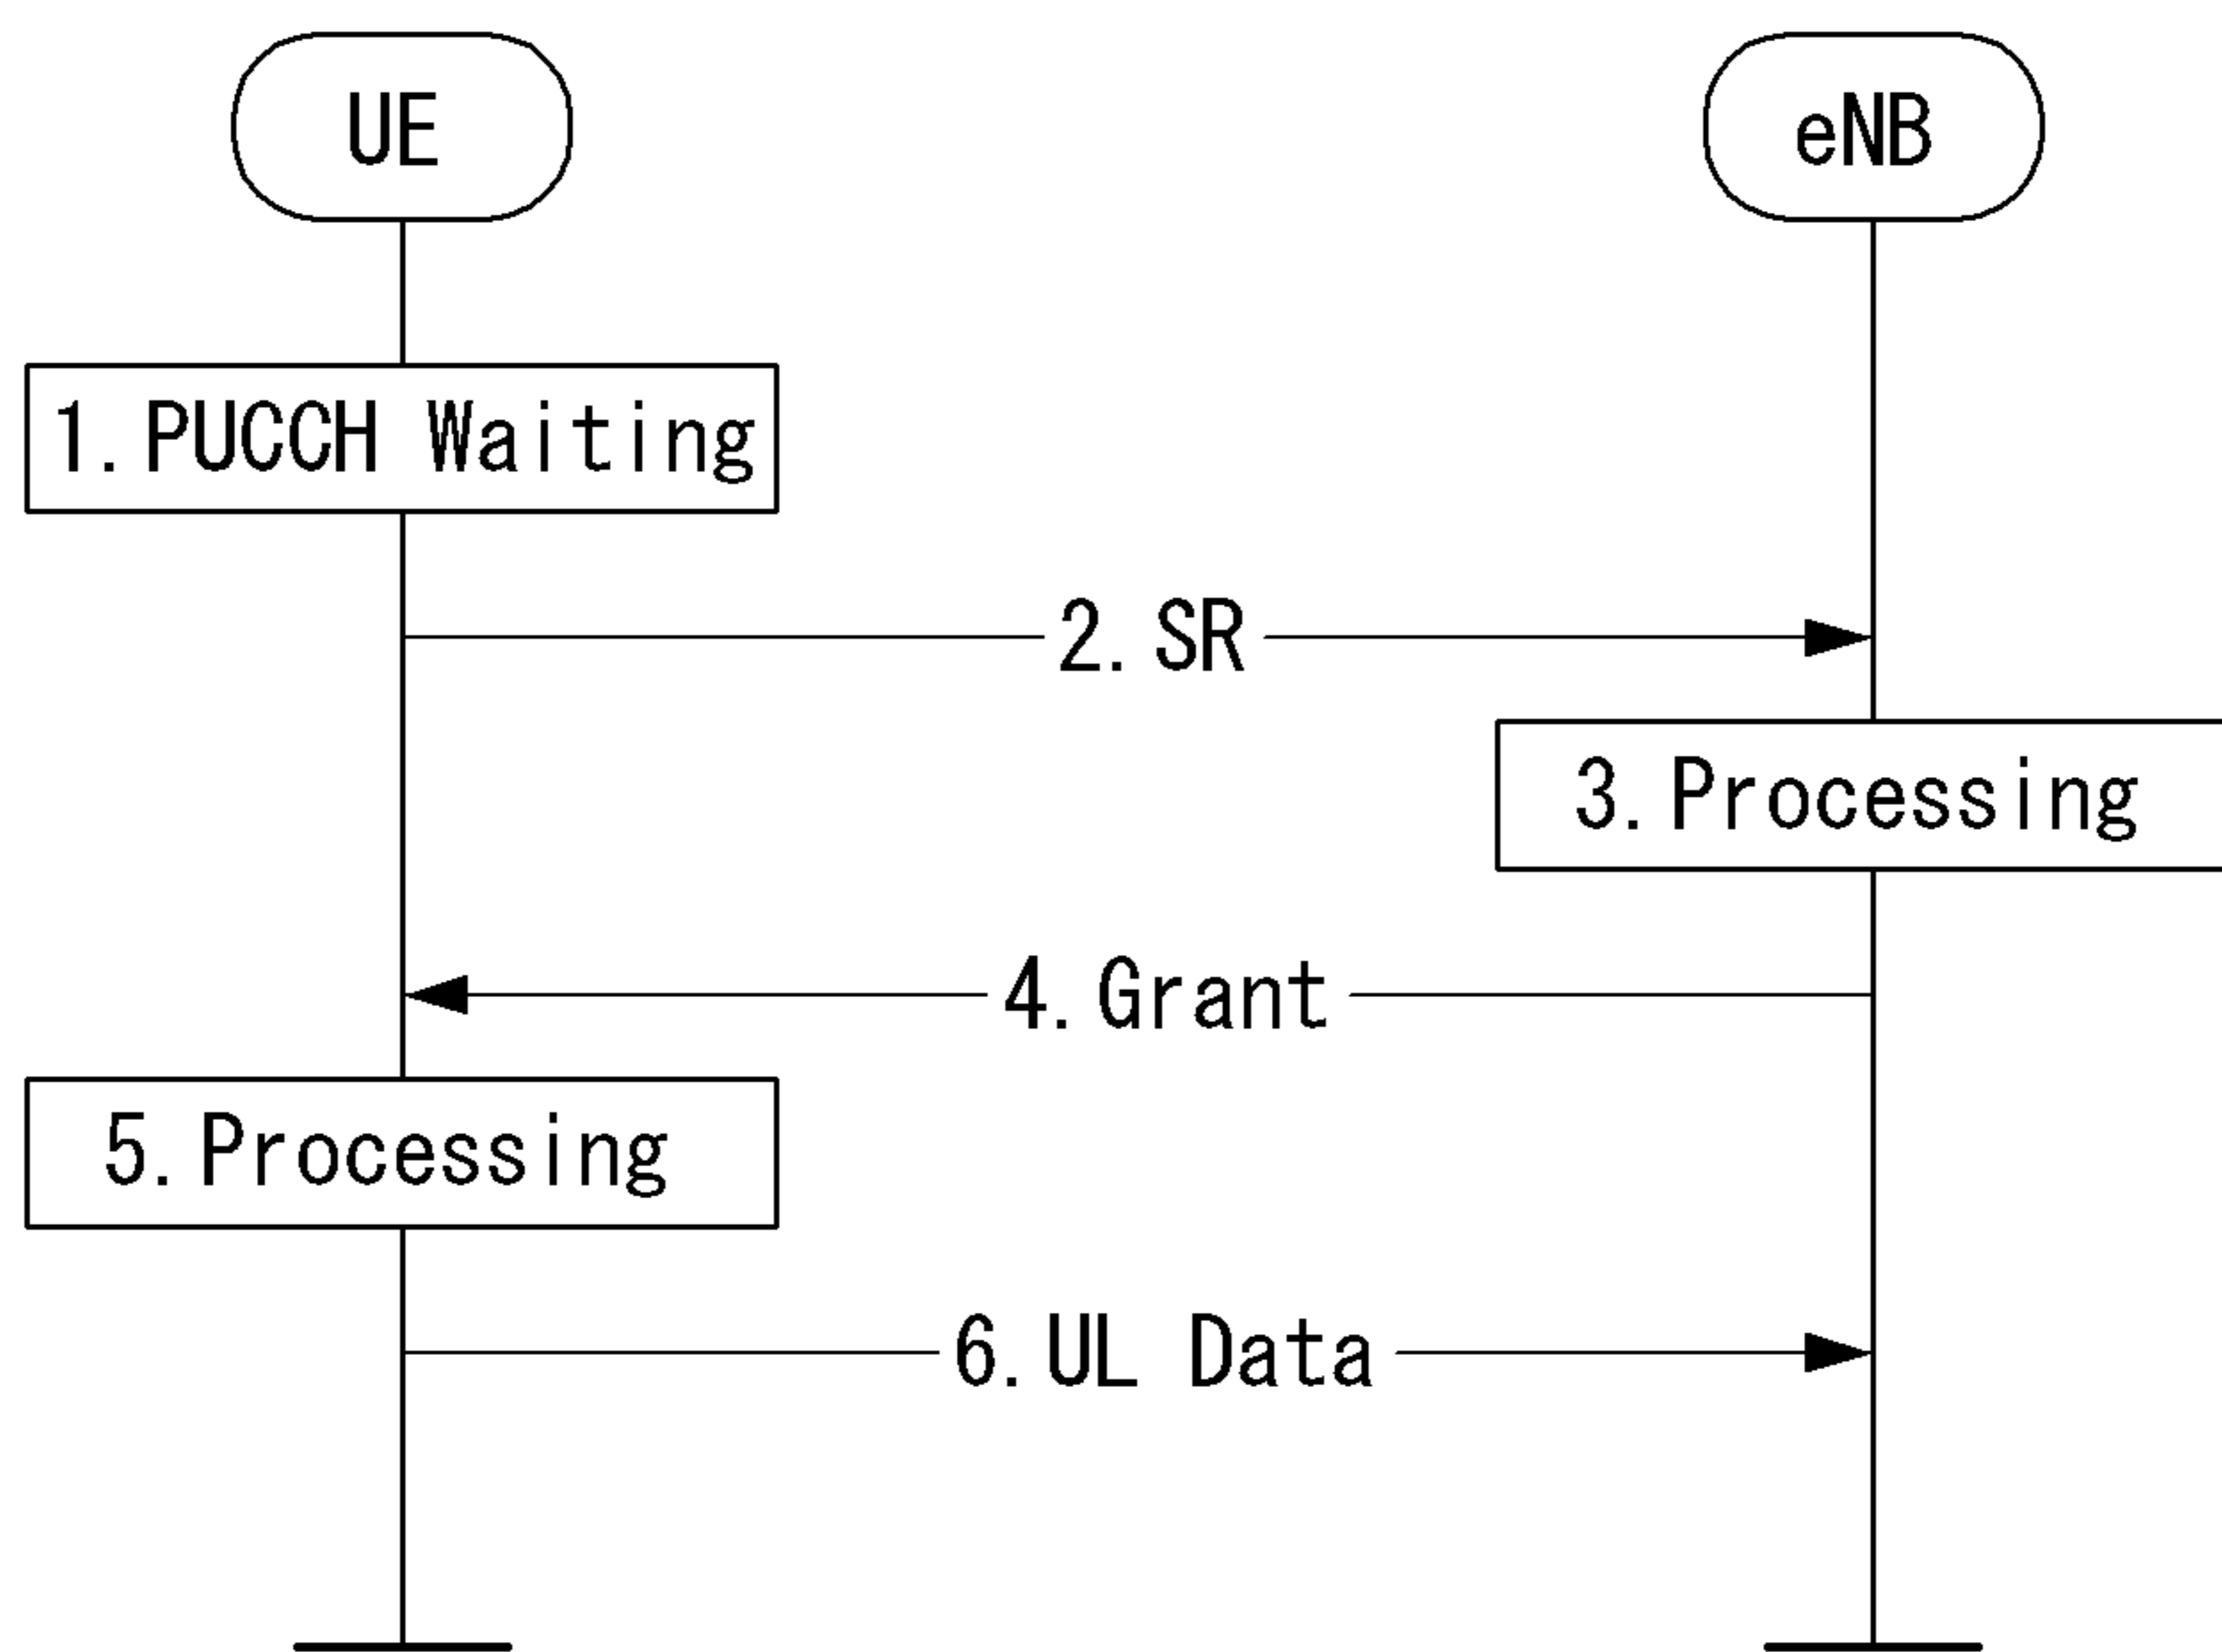 UE
eNB
1.PUCCH Waiting
2. SR
3.Processing
4.Grant
5.Processing
6.UL Data